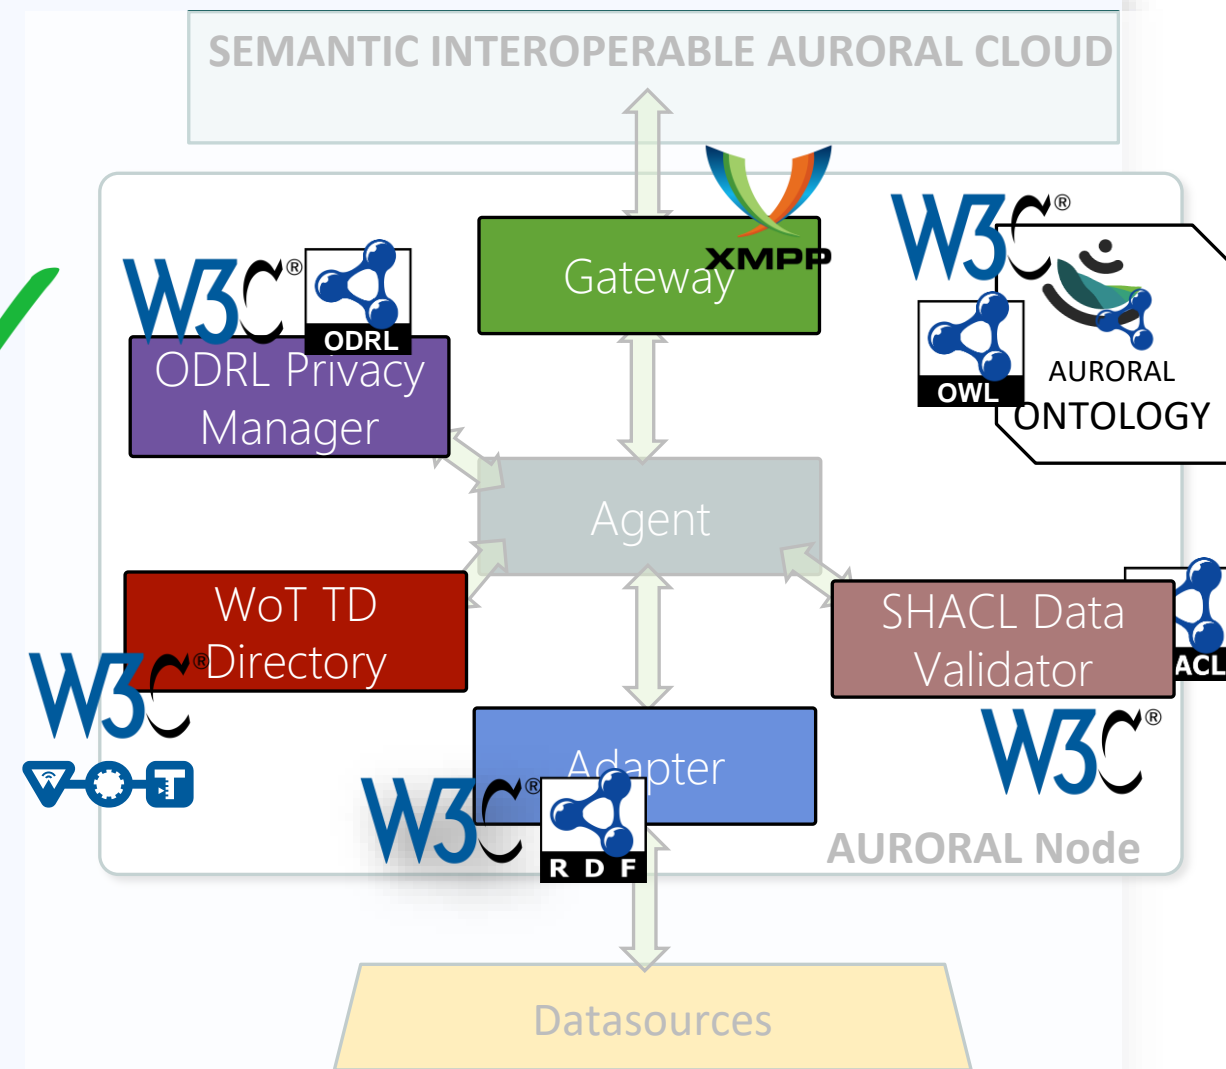 SEMANTIC INTEROPERABLE AURORAL CLOUD
XMPP
Gateway
W3C®
ODRL
ODRL Privacy
Manager
W3C®
OWL
AURORAL
ONTOLOGY
Agent
WoT TD
Directory
W3C®
SHACL Data
Validator
ACL
W3C®
Adapter
W3C®
RDF
AURORAL Node
Datasources